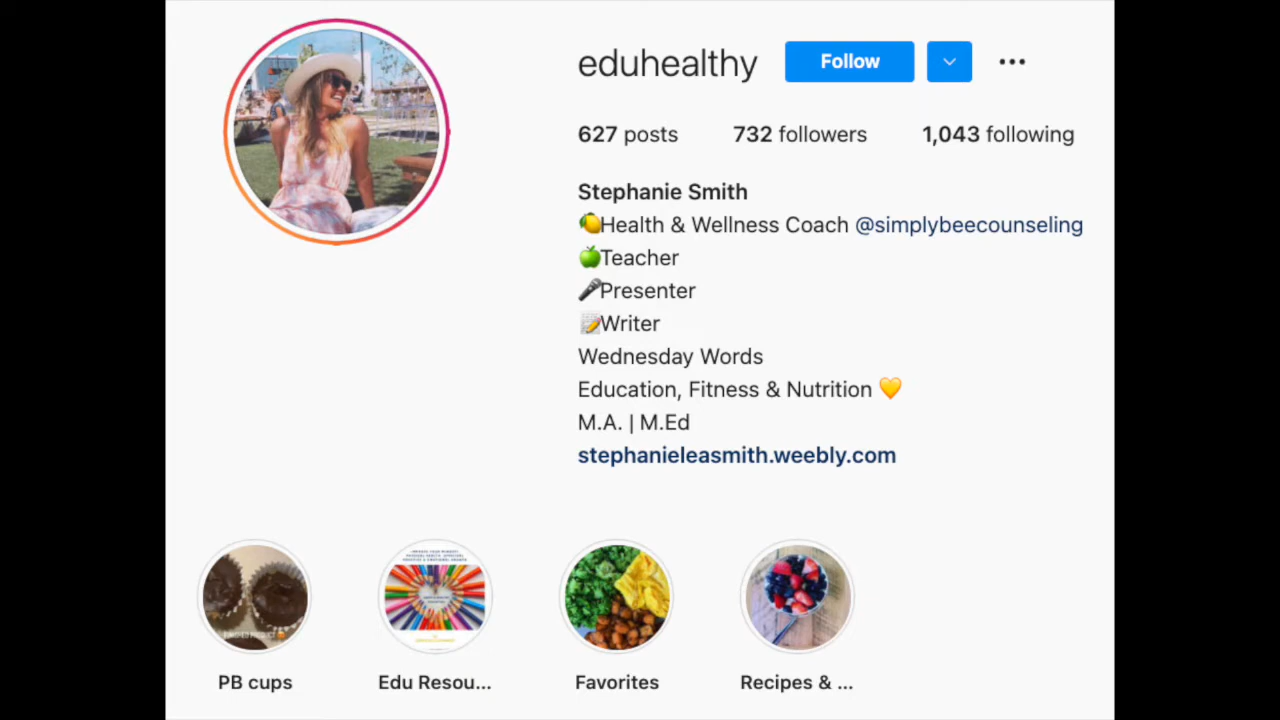 eduhealthy Follow
627 posts 732 followers 1,043 following
Stephanie Smith
🍋Health & Wellness Coach @simplybeecounseling
🍏Teacher
🎤Presenter
📝Writer
Wednesday Words
Education, Fitness & Nutrition 💛
M.A. | M.Ed
stephanieleasmith.weebly.com
PB cups Edu Resou... Favorites Recipes & ...